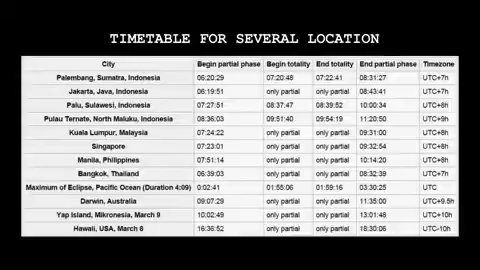 TIMETABLE FOR SEVERAL LOCATION
City Begin partial phase Begin totality End totality End partial phase Timezone
Palembang, Sumatra, Indonesia 06:20:29 07:20:48 07:22:41 08:31:27 UTC+7h
Jakarta, Java, Indonesia 06:19:51 only partial only partial 08:43:41 UTC+7h
Palu, Sulawesi, Indonesia 07:27:51 08:37:47 08:39:52 10:00:34 UTC+8h
Pulau Ternate, North Maluku, Indonesia 08:36:03 09:51:40 09:54:19 11:20:50 UTC+9h
Kuala Lumpur, Malaysia 07:24:22 only partial only partial 09:31:00 UTC+8h
Singapore 07:23:01 only partial only partial 09:32:54 UTC+8h
Manila, Philippines 07:51:14 only partial only partial 10:14:20 UTC+8h
Bangkok, Thailand 06:39:03 only partial only partial 08:32:39 UTC+7h
Maximum of Eclipse, Pacific Ocean (Duration 4:09) 0:02:41 01:55:06 01:59:16 03:30:25 UTC
Darwin, Australia 09:07:29 only partial only partial 11:35:00 UTC+9.5h
Yap Island, Mikronesia, March 9 10:02:49 only partial only partial 13:01:48 UTC+10h
Hawaii, USA, March 8 16:36:52 only partial only partial 18:30:06 UTC-10h